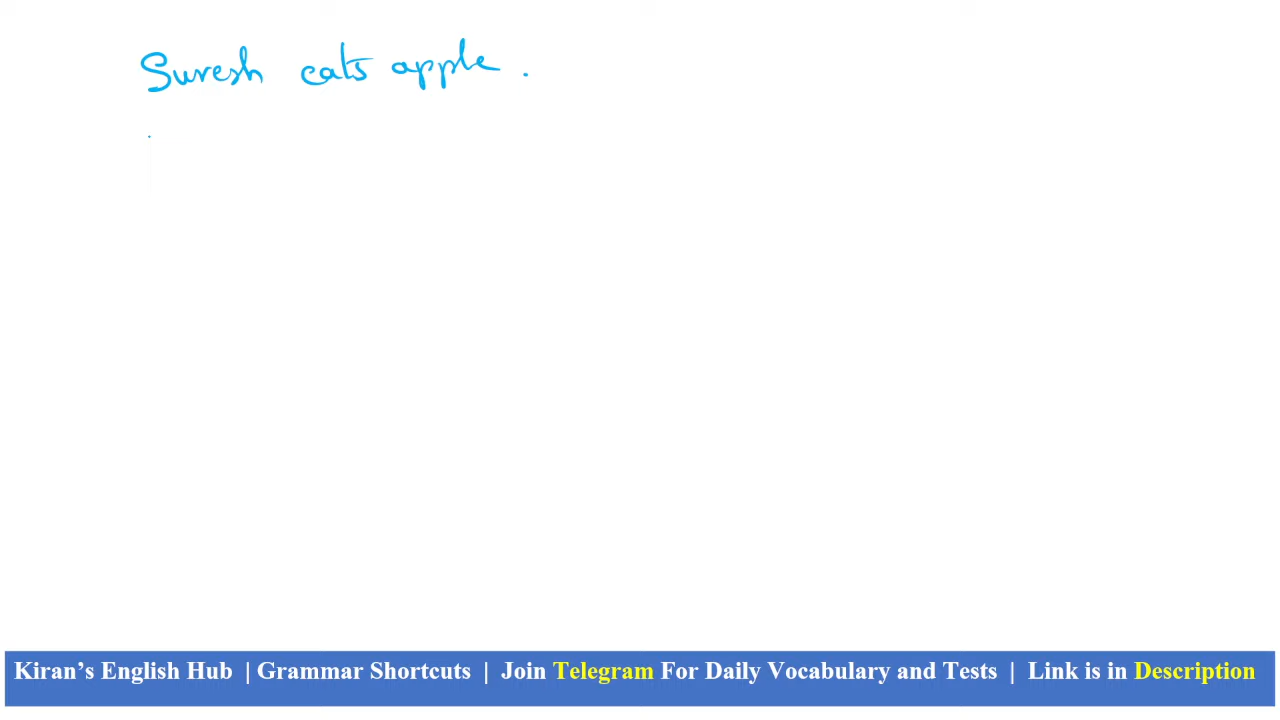 Suresh eats apple.
Kiran's English Hub | Grammar Shortcuts | Join Telegram For Daily Vocabulary and Tests | Link is in Description